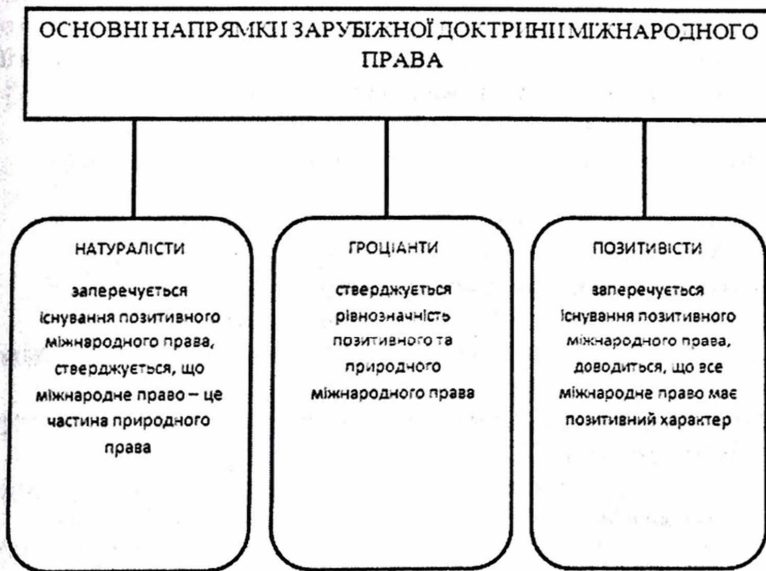 ОСНОВНІ НАПРЯМКИ ЗАРУБІЖНОЇ ДОКТРИНИ МІЖНАРОДНОГО
ПРАВА
НАТУРАЛІСТИ
заперечується
існування позитивного
міжнародного права,
стверджується, що
міжнародне право – це
частина природного
права
ГРОЦІАНТИ
стверджується
рівнозначність
позитивного та
природного
міжнародного права
ПОЗИТИВІСТИ
заперечується
існування позитивного
міжнародного права,
доводиться, що все
міжнародне право має
позитивний характер